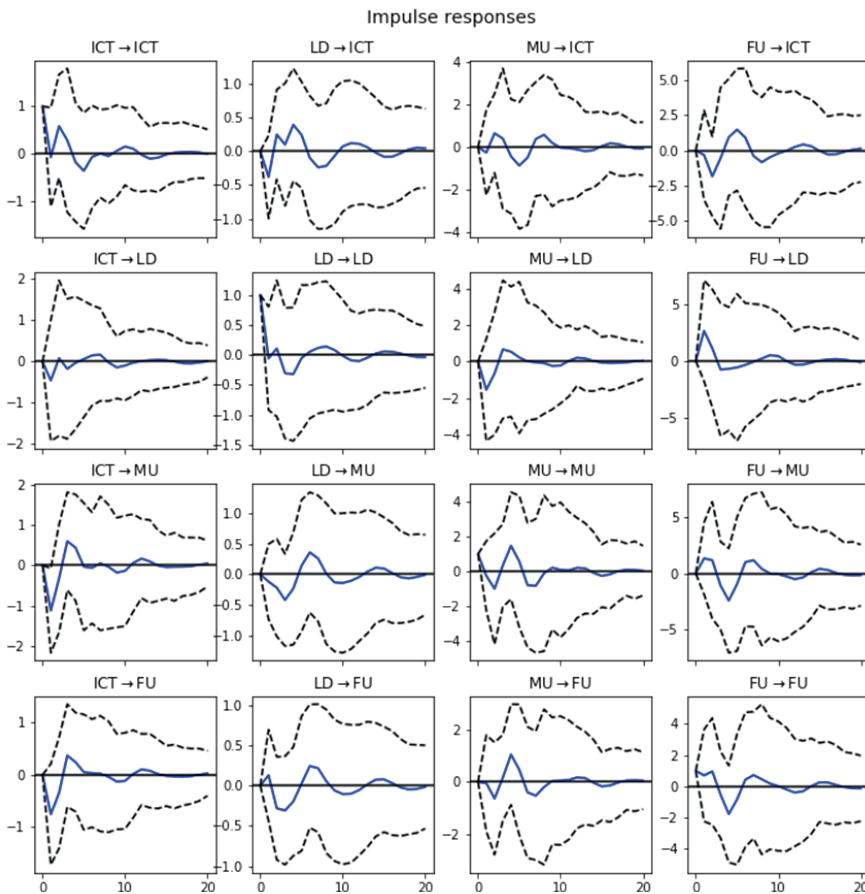 Impulse responses
ICT → ICT LD → ICT MU → ICT FU → ICT
1 0 −1
1.0 0.5 0.0 −0.5 −1.0
4 2 0 −2 −4
5.0 2.5 0.0 −2.5 −5.0
ICT → LD LD → LD MU → LD FU → LD
2 1 0 −1 −2
1.0 0.5 0.0 −0.5 −1.0 −1.5
4 2 0 −2 −4
5 0 −5
ICT → MU LD → MU MU → MU FU → MU
2 1 0 −1 −2
1.0 0.5 0.0 −0.5 −1.0
4 2 0 −2 −4
5 0 −5
ICT → FU LD → FU MU → FU FU → FU
1 0 −1
1.0 0.5 0.0 −0.5 −1.0
2 0 −2
4 2 0 −2 −4
0 10 20 0 10 20 0 10 20 0 10 20